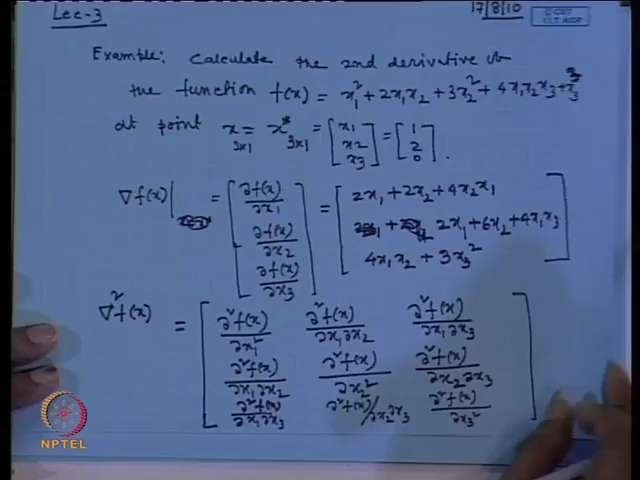 Lec-3
17/8/10
© CET
I.I.T. KGP
Example: Calculate the 2nd derivative of
the function f(x) = x₁² + 2x₁x₂ + 3x₂² + 4x₁x₂x₃ + x₃³
at point x = x* = [x₁ x₂ x₃] = [1 2 0].
3x1 3x1
∇f(x)| = [∂f(x)/∂x₁ ∂f(x)/∂x₂ ∂f(x)/∂x₃] = [2x₁ + 2x₂ + 4x₂x₁
2x₁ + 6x₂ + 4x₁x₃
4x₁x₂ + 3x₃²]
∇²f(x) = [∂²f(x)/∂x₁² ∂²f(x)/∂x₁∂x₂ ∂²f(x)/∂x₁∂x₃
∂²f(x)/∂x₁∂x₂ ∂²f(x)/∂x₂² ∂²f(x)/∂x₂∂x₃
∂²f(x)/∂x₁∂x₃ ∂²f(x)/∂x₂∂x₃ ∂²f(x)/∂x₃²]
NPTEL